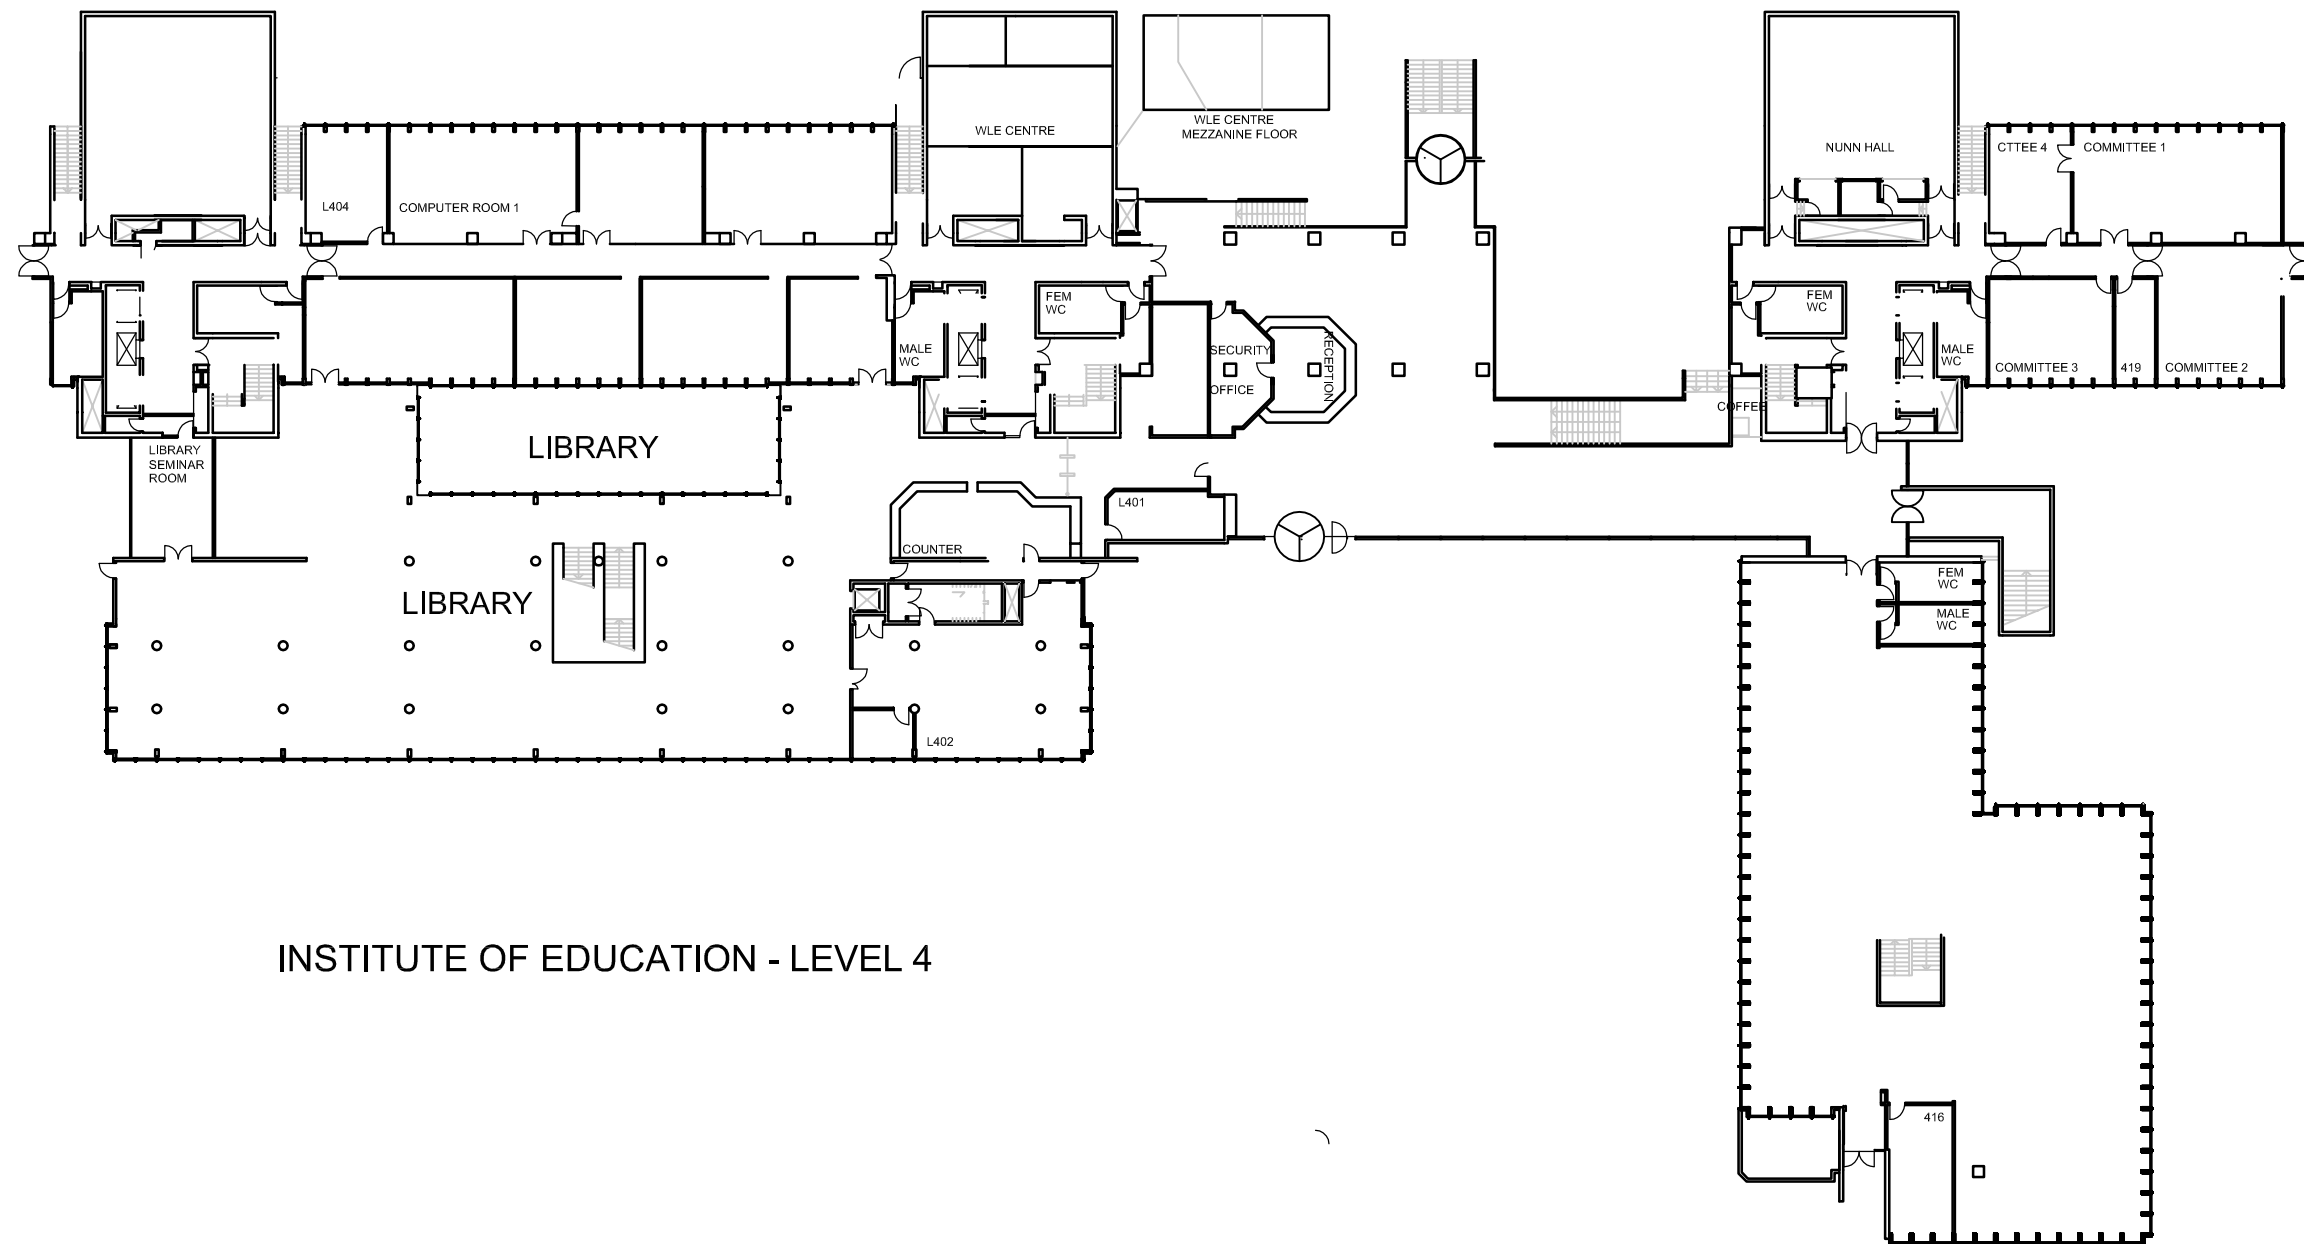 WLE CENTRE
WLE CENTRE
MEZZANINE FLOOR
NUNN HALL
CTTEE 4
COMMITTEE 1
L404
COMPUTER ROOM 1
FEM
WC
FEM
WC
MALE
WC
SECURITY
OFFICE
RECEPTION
MALE
WC
COMMITTEE 3
419
COMMITTEE 2
COFFEE
LIBRARY
LIBRARY
SEMINAR
ROOM
L401
COUNTER
LIBRARY
FEM
WC
MALE
WC
L402
INSTITUTE OF EDUCATION - LEVEL 4
416